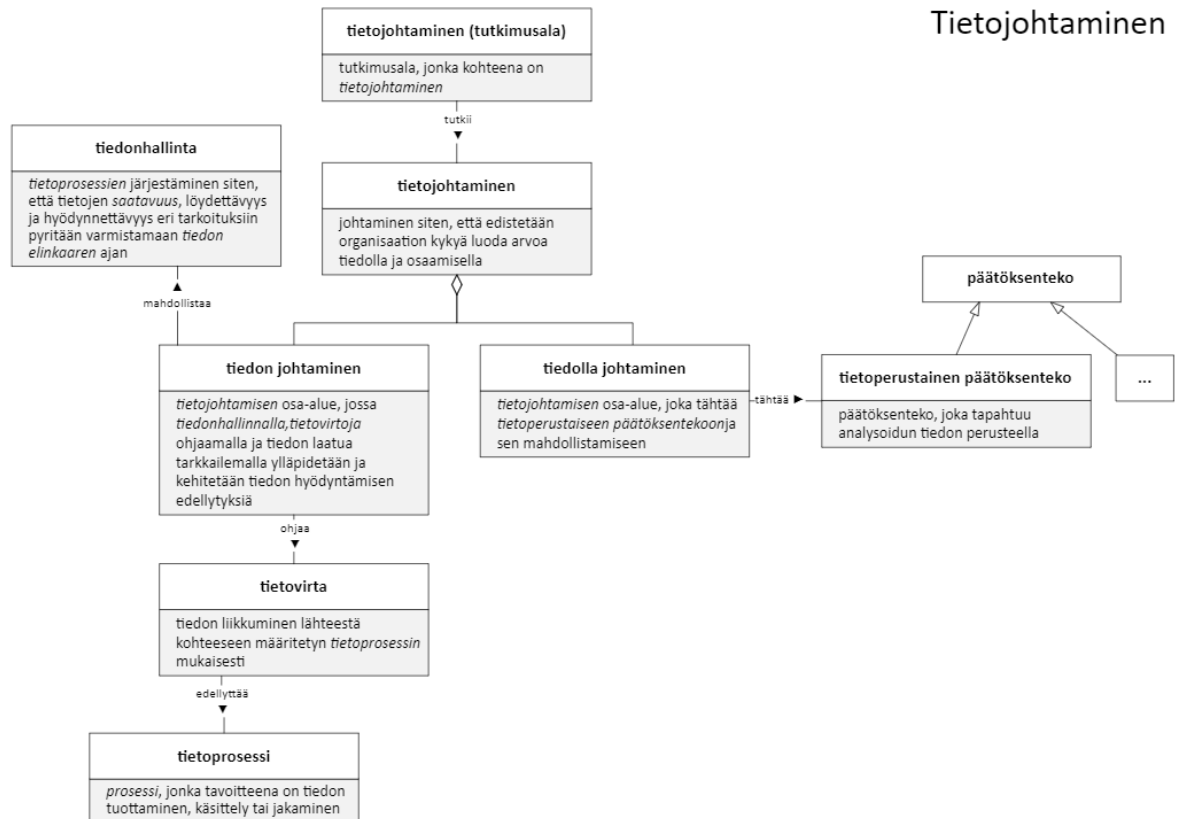 Tietojohtaminen
tietojohtaminen (tutkimusala)
tutkimusala, jonka kohteena on
tietojohtaminen
tutkii
tiedonhallinta
tietoprosessien järjestäminen siten,
että tietojen saatavuus, löydettävyys
ja hyödynnettävyys eri tarkoituksiin
pyritään varmistamaan tiedon
elinkaaren ajan
tietojohtaminen
johtaminen siten, että edistetään
organisaation kykyä luoda arvoa
tiedolla ja osaamisella
mahdollistaa
päätöksenteko
tiedon johtaminen
tietojohtamisen osa-alue, jossa
tiedonhallinnalla,tietovirtoja
ohjaamalla ja tiedon laatua
tarkkailemalla ylläpidetään ja
kehitetään tiedon hyödyntämisen
edellytyksiä
tiedolla johtaminen
tietojohtamisen osa-alue, joka tähtää
tietoperustaiseen päätöksentekoonja
sen mahdollistamiseen
tähtää
tietoperustainen päätöksenteko
päätöksenteko, joka tapahtuu
analysoidun tiedon perusteella
...
ohjaa
tietovirta
tiedon liikkuminen lähteestä
kohteeseen määritetyn tietoprosessin
mukaisesti
edellyttää
tietoprosessi
prosessi, jonka tavoitteena on tiedon
tuottaminen, käsittely tai jakaminen